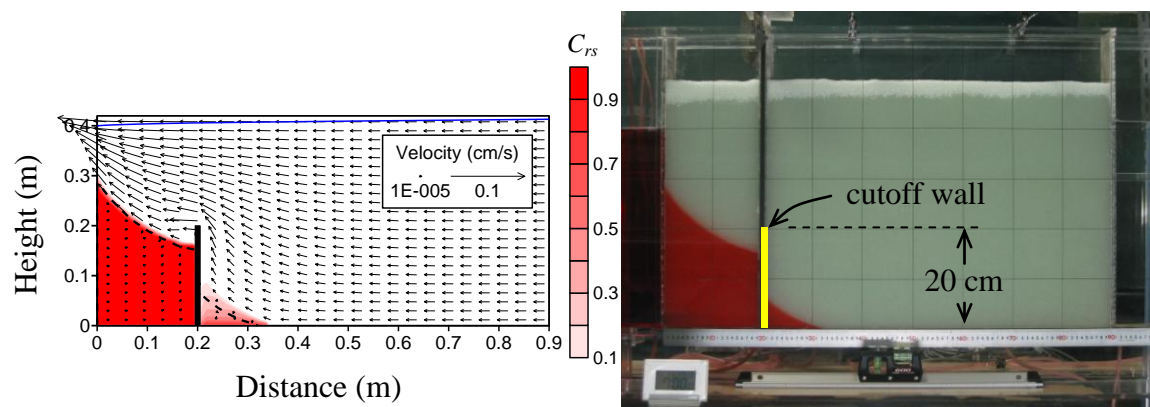 C_rs
0.9
0.7
0.5
0.3
0.1
Height (m)
0.4
0.3
0.2
0.1
0
0 0.1 0.2 0.3 0.4 0.5 0.6 0.7 0.8 0.9
Distance (m)
Velocity (cm/s)
1E-005 0.1
cutoff wall
20 cm